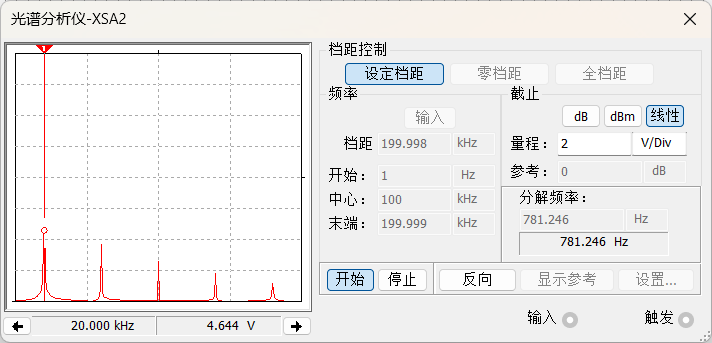 光谱分析仪-XSA2
档距控制
设定档距 零档距 全档距
频率
输入
档距 199.998 kHz
开始： 1 Hz
中心： 100 kHz
末端： 199.999 kHz
截止
dB dBm 线性
量程： 2 V/Div
参考： 0 dB
分解频率：
781.246 Hz
781.246 Hz
开始 停止 反向 显示参考 设置...
20.000 kHz 4.644 V
输入 触发